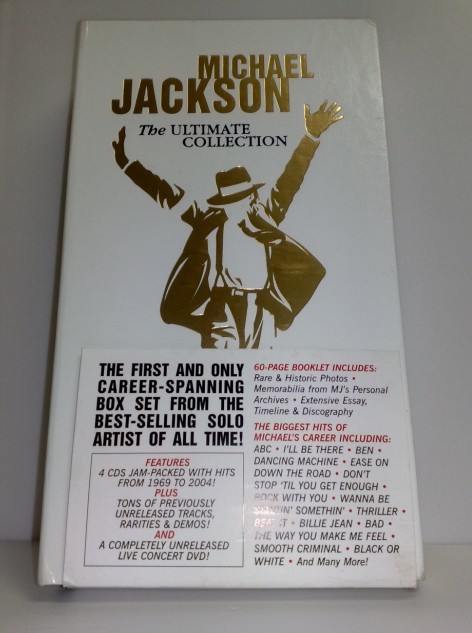 MICHAEL
JACKSON
The ULTIMATE
COLLECTION
THE FIRST AND ONLY
CAREER-SPANNING
BOX SET FROM THE
BEST-SELLING SOLO
ARTIST OF ALL TIME!
FEATURES
4 CDS JAM-PACKED WITH HITS
FROM 1969 TO 2004!
PLUS
TONS OF PREVIOUSLY
UNRELEASED TRACKS,
RARITIES & DEMOS!
AND
A COMPLETELY UNRELEASED
LIVE CONCERT DVD!
60-PAGE BOOKLET INCLUDES:
Rare & Historic Photos •
Memorabilia from MJ's Personal
Archives • Extensive Essay,
Timeline & Discography
THE BIGGEST HITS OF
MICHAEL'S CAREER INCLUDING:
ABC • I'LL BE THERE • BEN •
DANCING MACHINE • EASE ON
DOWN THE ROAD • DON'T
STOP 'TIL YOU GET ENOUGH •
ROCK WITH YOU • WANNA BE
SOMETHIN' • THRILLER •
BEAT IT • BILLIE JEAN • BAD •
THE WAY YOU MAKE ME FEEL •
SMOOTH CRIMINAL • BLACK OR
WHITE • And Many More!